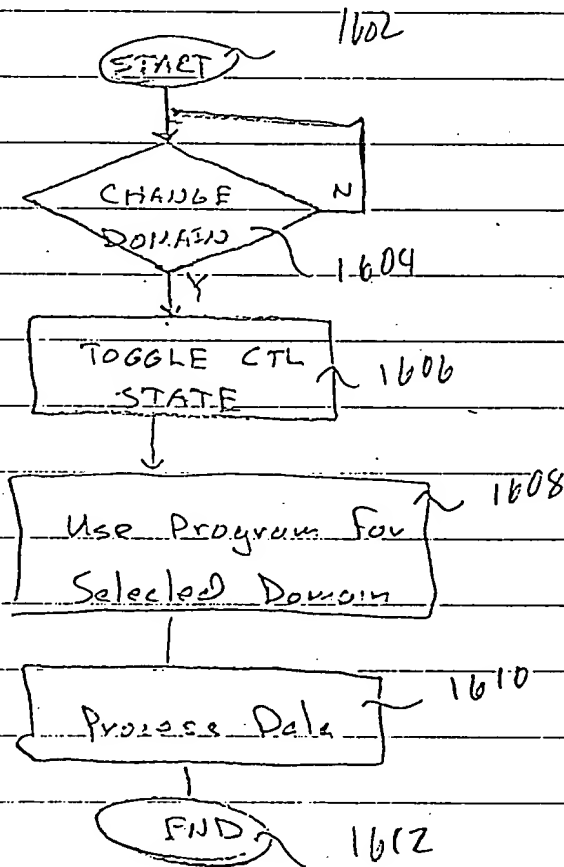 1602
START
CHANGE
N
DOMAIN
1604
Y
TOGGLE CTL
1606
STATE
1608
Use Program For
Selected Domain
1610
Process Data
END
1612